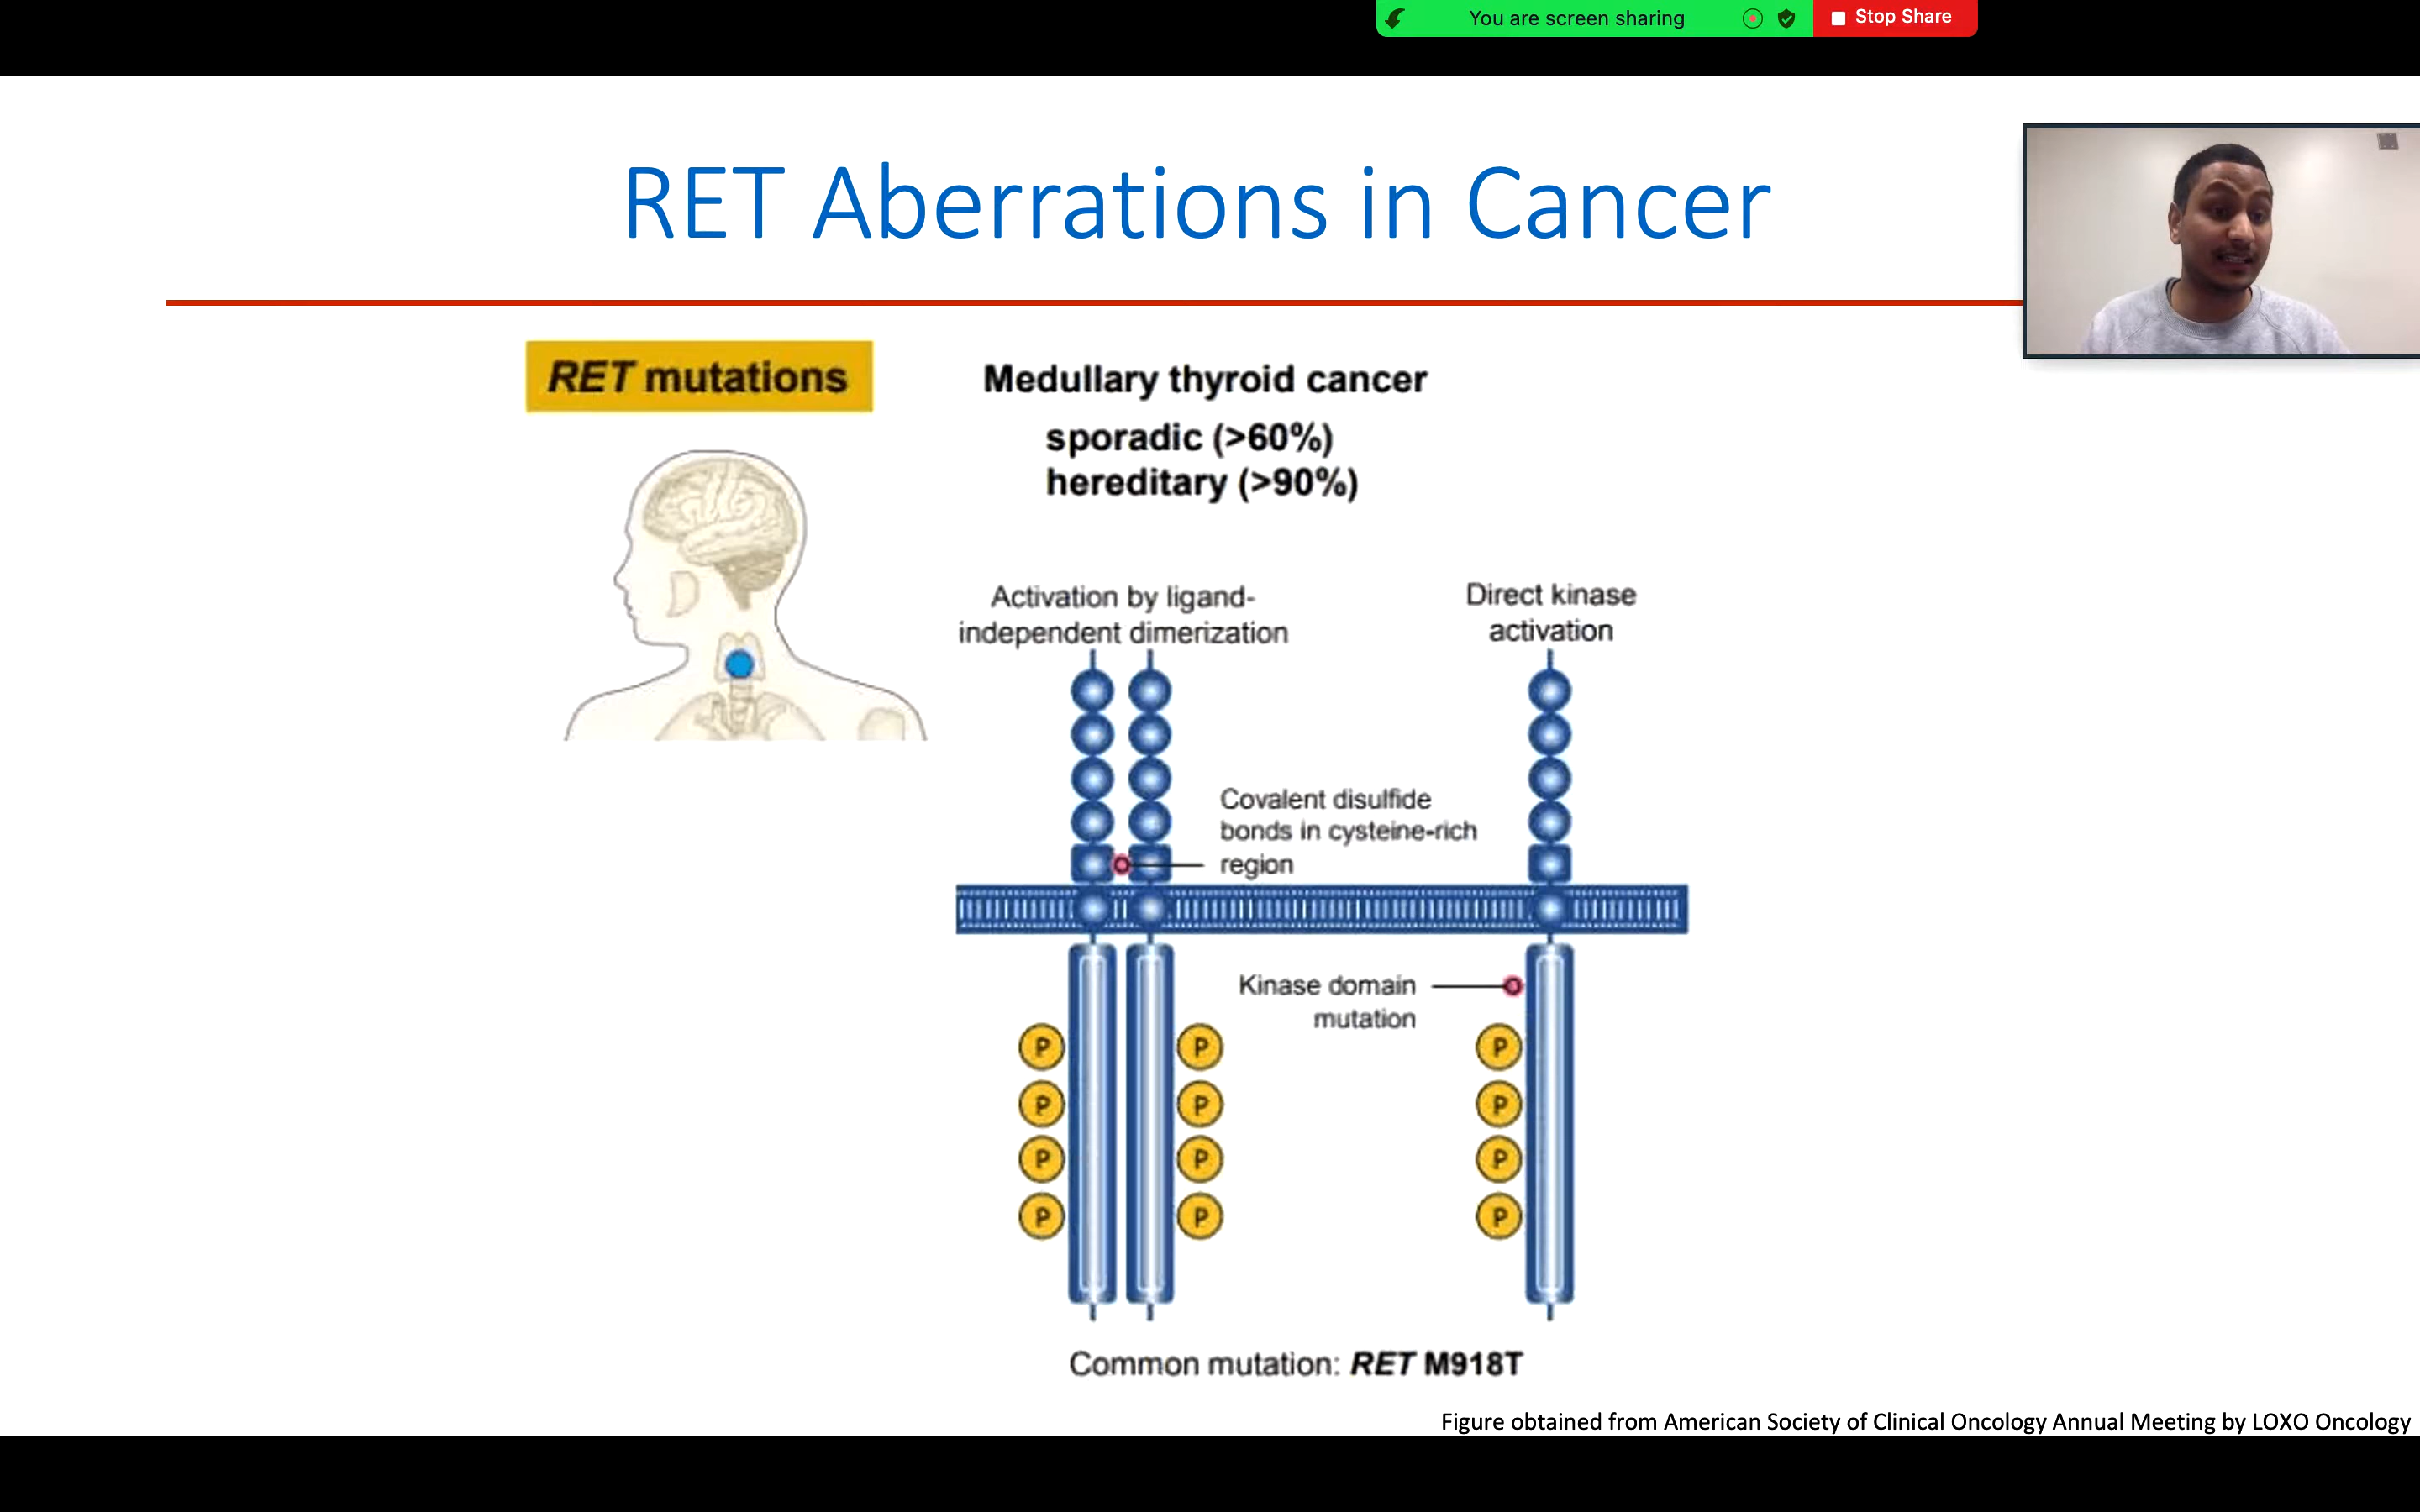 You are screen sharing
Stop Share
RET Aberrations in Cancer
RET mutations
Medullary thyroid cancer
sporadic (>60%)
hereditary (>90%)
Activation by ligand-
independent dimerization
Direct kinase
activation
Covalent disulfide
bonds in cysteine-rich
region
Kinase domain
mutation
P
P
P
P
P
P
P
P
P
P
P
P
Common mutation: RET M918T
Figure obtained from American Society of Clinical Oncology Annual Meeting by LOXO Oncology